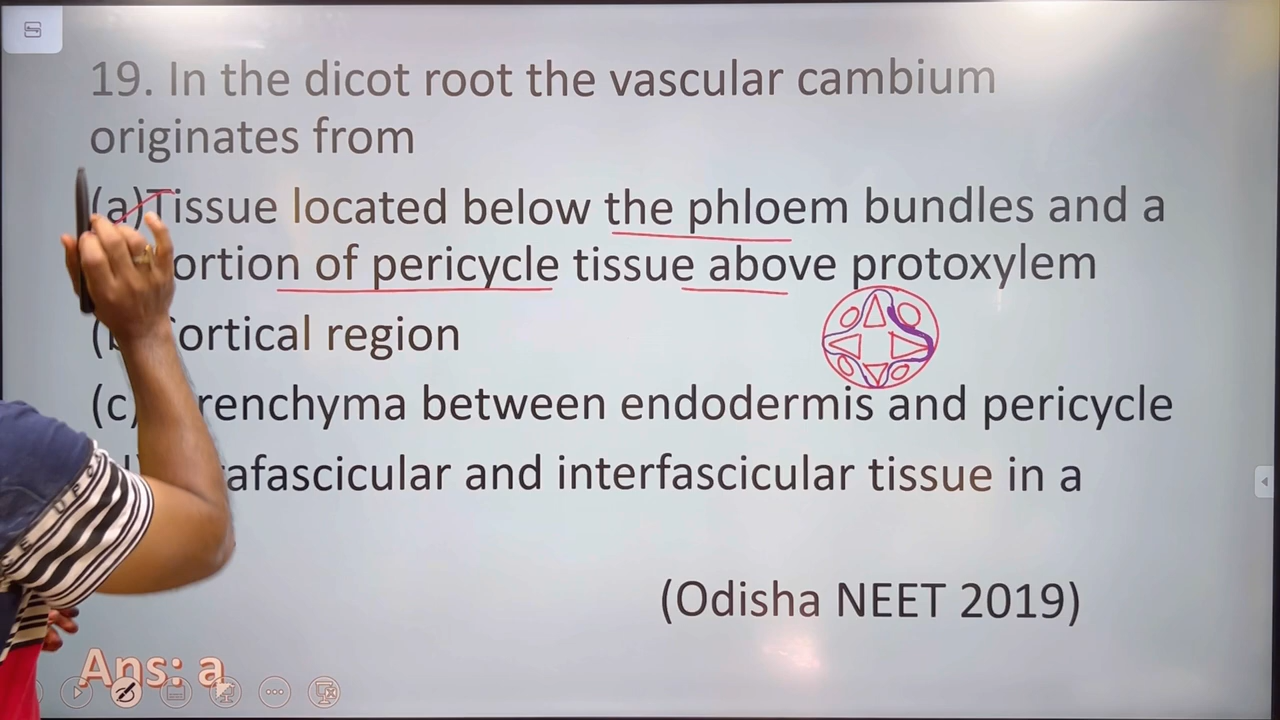 19. In the dicot root the vascular cambium
originates from
(a)Tissue located below the phloem bundles and a
ortion of pericycle tissue above protoxylem
ortical region
(c) renchyma between endodermis and pericycle
afascicular and interfascicular tissue in a
(Odisha NEET 2019)
Ans: a